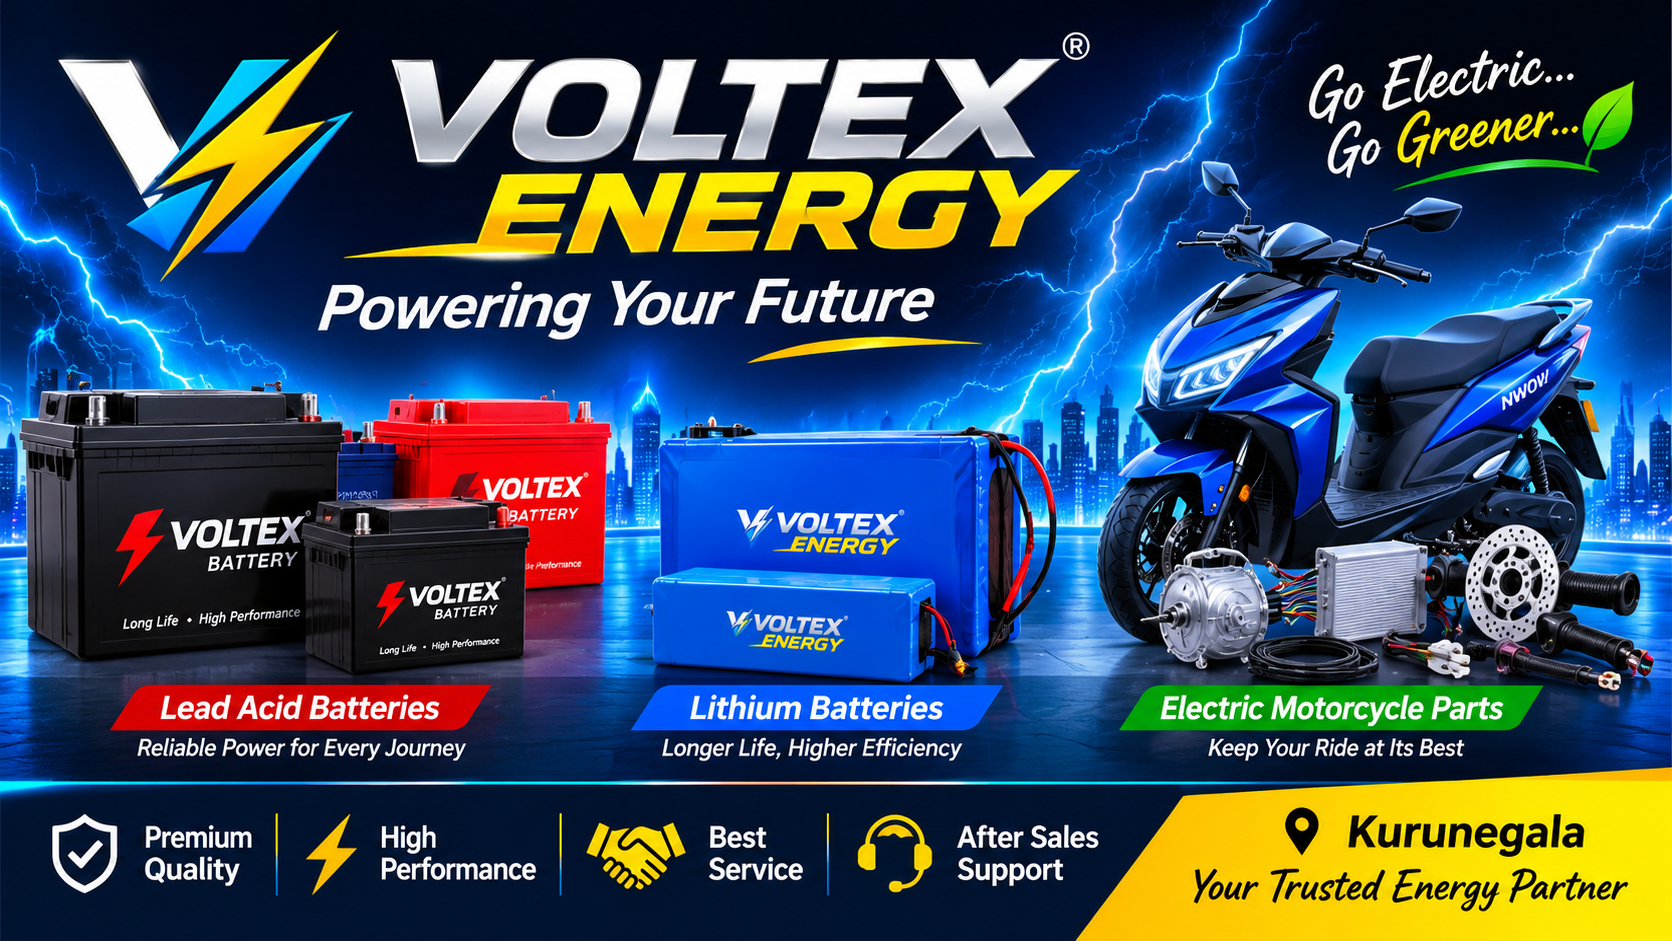 VOLTEX®
ENERGY
Powering Your Future
Go Electric...
Go Greener...
NWOW
VOLTEX
BATTERY
Long Life • High Performance
VOLTEX®
BATTERY
Long Life • High Performance
VOLTEX®
BATTERY
Performance
VOLTEX®
ENERGY
VOLTEX®
ENERGY
Lead Acid Batteries
Reliable Power for Every Journey
Lithium Batteries
Longer Life, Higher Efficiency
Electric Motorcycle Parts
Keep Your Ride at Its Best
Premium
Quality
High
Performance
Best
Service
After Sales
Support
Kurunegala
Your Trusted Energy Partner